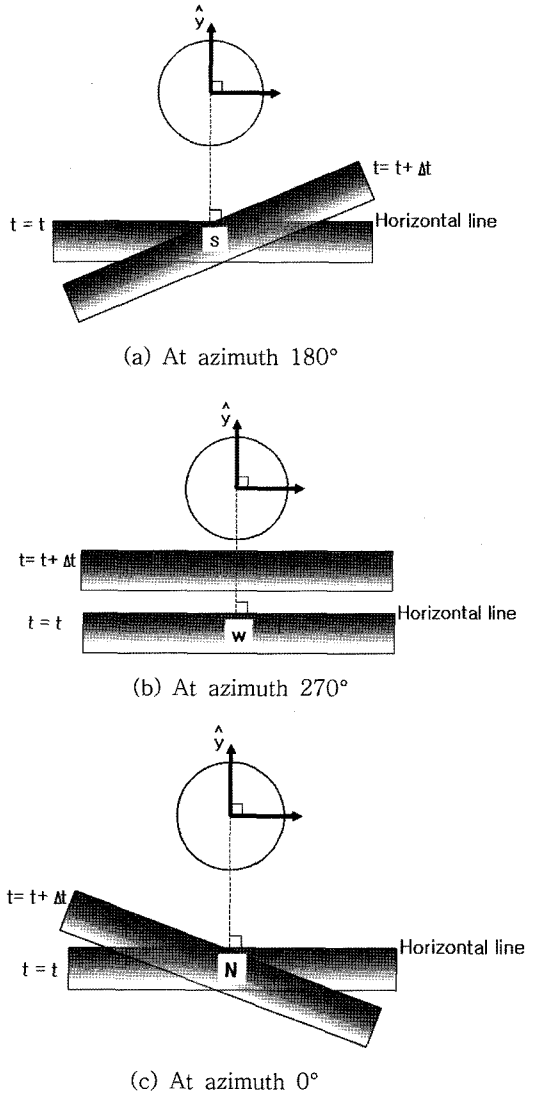 ŷ
t= t+ Δt
t = t
Horizontal line
S
(a) At azimuth 180°
ŷ
t= t+ Δt
Horizontal line
t = t
W
(b) At azimuth 270°
ŷ
t= t+ Δt
Horizontal line
t = t
N
(c) At azimuth 0°